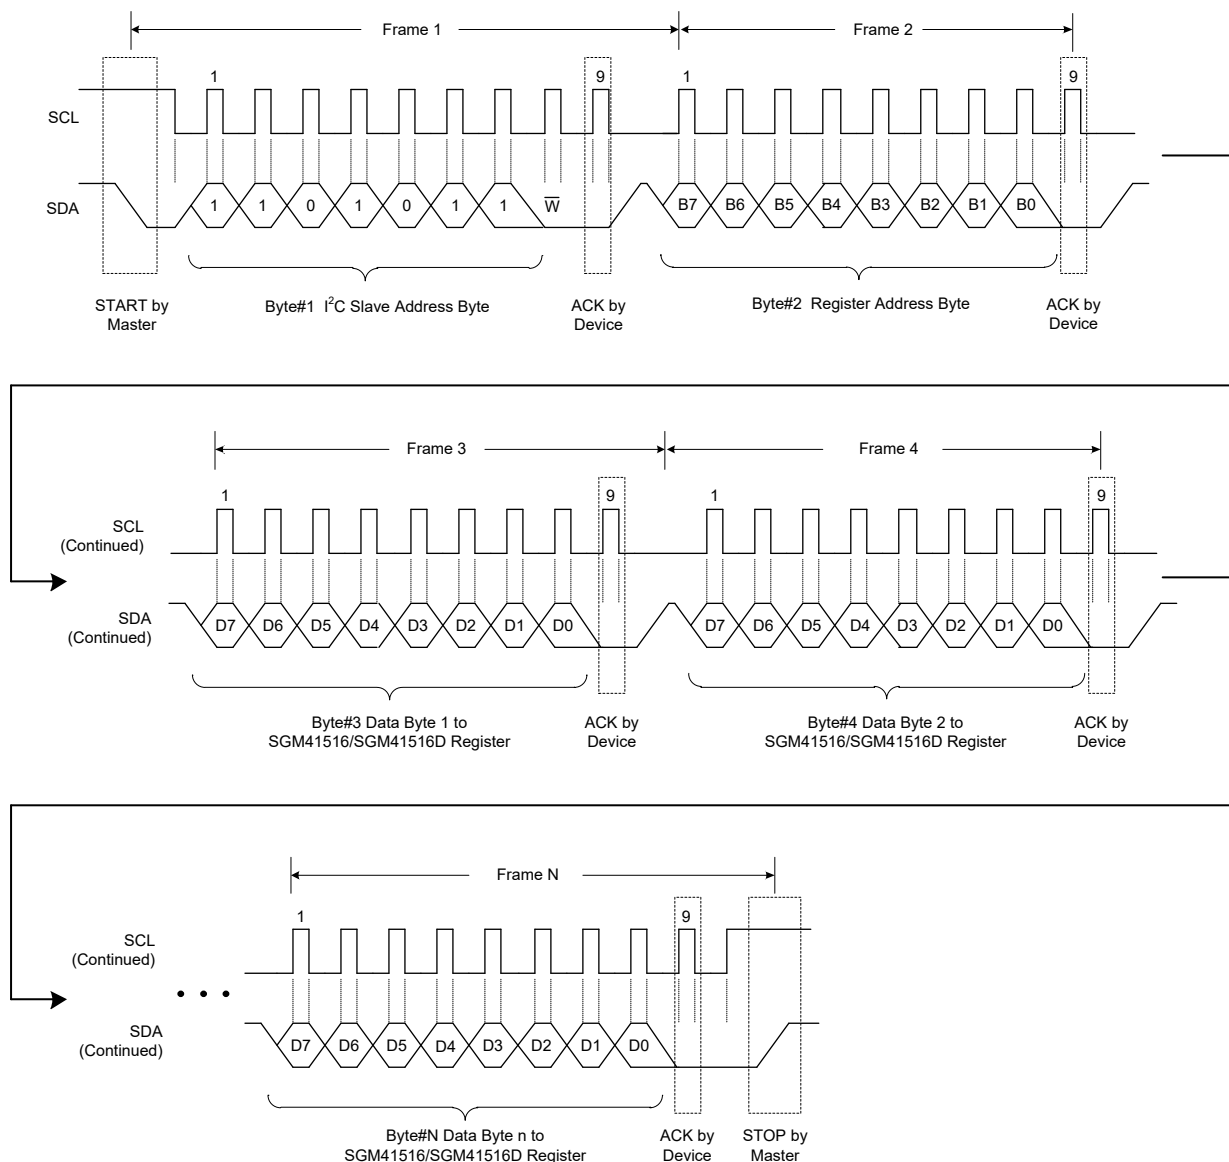 Frame 1 Frame 2
1 9 1 9
SCL
SDA 1 1 0 1 0 1 1 W B7 B6 B5 B4 B3 B2 B1 B0
START by
Master
Byte#1 I²C Slave Address Byte
ACK by
Device
Byte#2 Register Address Byte
ACK by
Device
Frame 3 Frame 4
1 9 1 9
SCL
(Continued)
SDA
(Continued)
D7 D6 D5 D4 D3 D2 D1 D0 D7 D6 D5 D4 D3 D2 D1 D0
Byte#3 Data Byte 1 to
SGM41516/SGM41516D Register
ACK by
Device
Byte#4 Data Byte 2 to
SGM41516/SGM41516D Register
ACK by
Device
Frame N
1 9
SCL
(Continued)
• • •
SDA
(Continued)
D7 D6 D5 D4 D3 D2 D1 D0
Byte#N Data Byte n to
SGM41516/SGM41516D Register
ACK by
Device
STOP by
Master